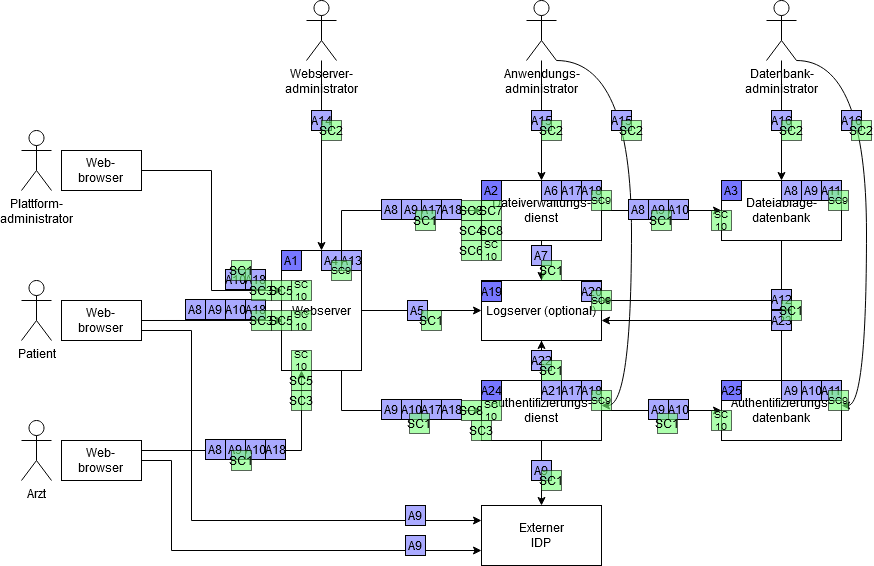 Webserver-
administrator
Anwendungs-
administrator
Datenbank-
administrator
A14
SC2
A15
SC2
A15
SC2
A16
SC2
A16
SC2
Plattform-
administrator
Web-
browser
A2
A6
A17
A18
SC9
Dateiverwaltungs-
dienst
A3
A8
A9
A11
SC9
Dateiablage-
datenbank
A8
A9
A17
A18
SC1
SC7
SC4
SC8
SC6
SC
10
A8
A9
A10
SC1
SC
10
A1
A4
A13
SC9
Webserver
SC1
A10
A18
SC3
SC5
SC
10
A7
SC1
Patient
Web-
browser
A8
A9
A10
A18
SC3
SC5
SC
10
A5
SC1
A19
A20
SC9
Logserver (optional)
A12
SC1
A23
SC
10
SC5
SC3
A22
SC1
A24
A21
A17
A18
SC9
Authentifizierungs-
dienst
A25
A9
A10
A11
SC9
Authentifizierungs-
datenbank
A9
A10
A17
A18
SC1
SC8
SC
10
SC3
A9
A10
SC1
SC
10
Arzt
Web-
browser
A8
A9
A10
A18
SC1
A9
SC1
A9
A9
Externer
IDP